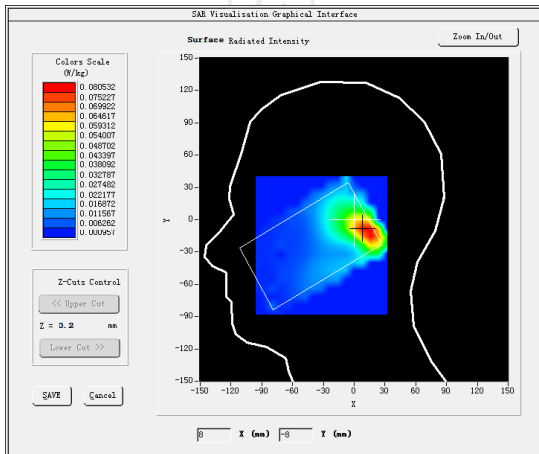 SAR Visualisation Graphical Interface
Surface Radiated Intensity
Zoom In/Out
Colors Scale
(W/kg)
0.080532
0.075227
0.069922
0.064617
0.059312
0.054007
0.048702
0.043397
0.038092
0.032787
0.027482
0.022177
0.016872
0.011567
0.006262
0.000957
Z-Cuts Control
<< Upper Cut
Z = 0.2 mm
Lower Cut >>
SAVE Cancel
150
120
90
60
30
0
-30
-60
-90
-120
-150
Y
-150 -120 -90 -60 -30 0 30 60 90 120 150
X
8 X (mm) -8 Y (mm)